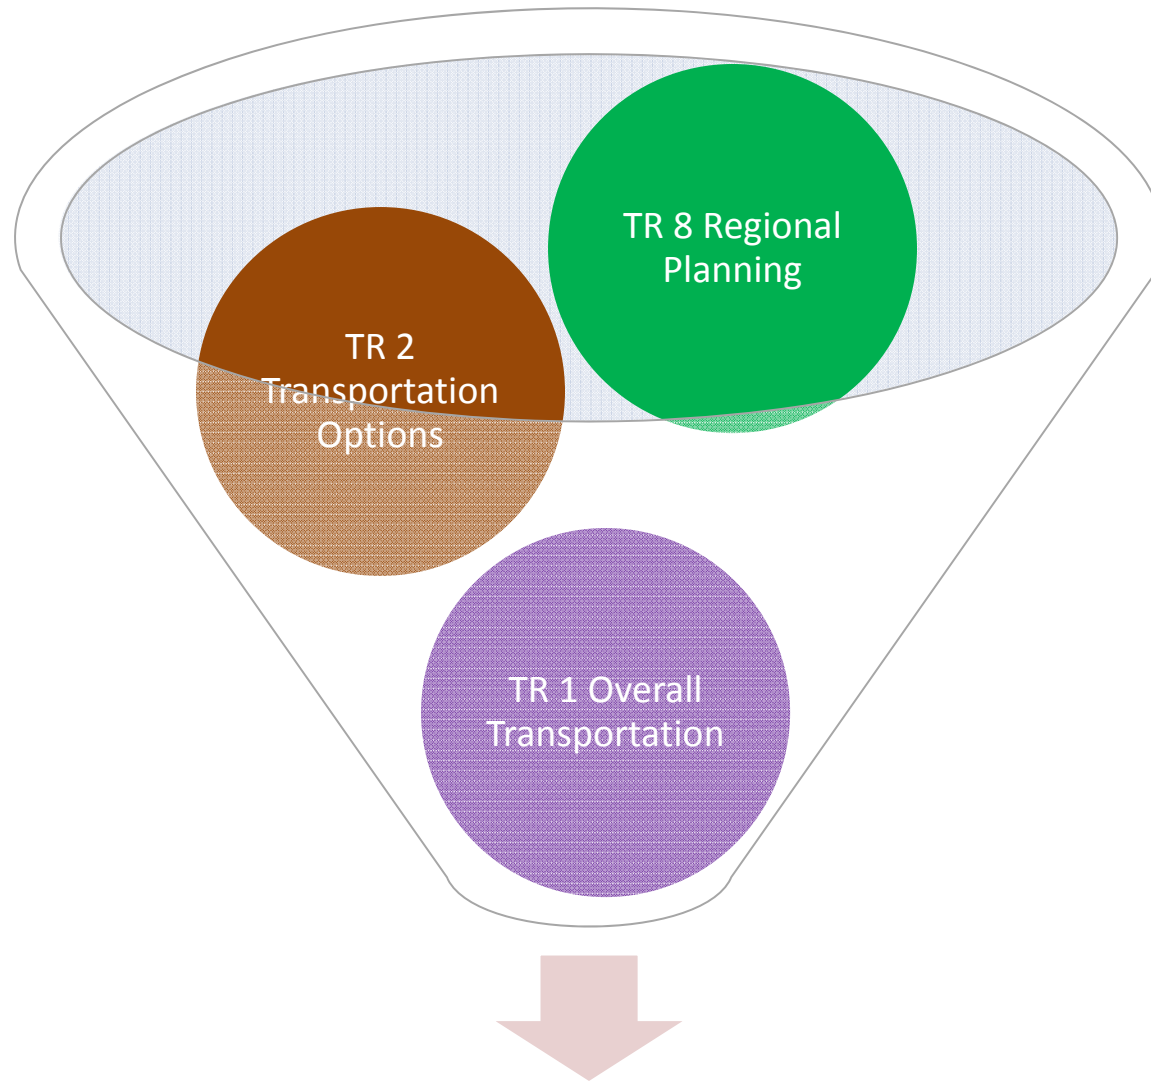 TR 8 Regional
Planning
TR 2
Transportation
Options
TR 1 Overall
Transportation